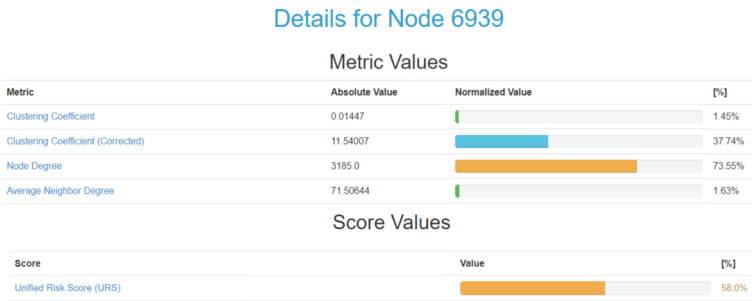 Details for Node 6939
Metric Values
Metric Absolute Value Normalized Value [%]
Clustering Coefficient 0.01447 1.45%
Clustering Coefficient (Corrected) 11.54007 37.74%
Node Degree 3185.0 73.55%
Average Neighbor Degree 71.50644 1.63%
Score Values
Score Value [%]
Unified Risk Score (URS) 58.0%